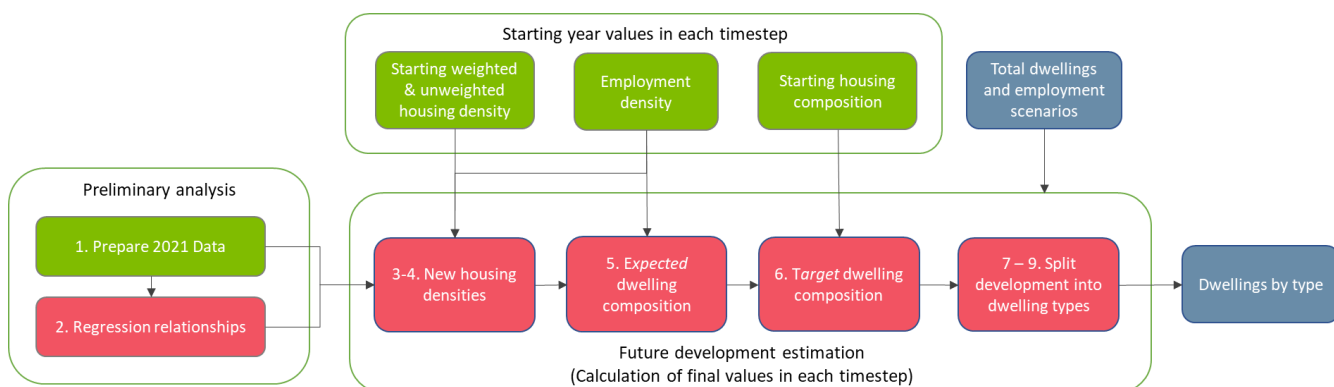 Starting year values in each timestep
Starting weighted
& unweighted
housing density
Employment
density
Starting housing
composition
Total dwellings
and employment
scenarios
Preliminary analysis
1. Prepare 2021 Data
2. Regression relationships
3-4. New housing
densities
5. Expected
dwelling
composition
6. Target dwelling
composition
7 – 9. Split
development into
dwelling types
Dwellings by type
Future development estimation
(Calculation of final values in each timestep)